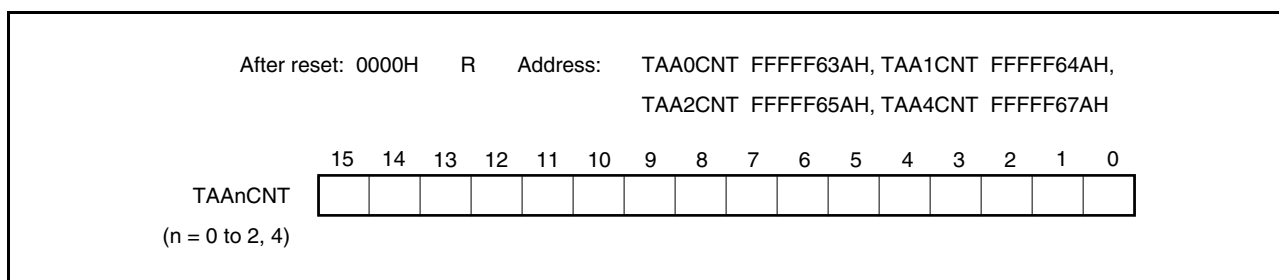 After reset: 0000H R Address: TAA0CNT FFFFF63AH, TAA1CNT FFFFF64AH,
TAA2CNT FFFFF65AH, TAA4CNT FFFFF67AH
15 14 13 12 11 10 9 8 7 6 5 4 3 2 1 0
TAAnCNT
(n = 0 to 2, 4)